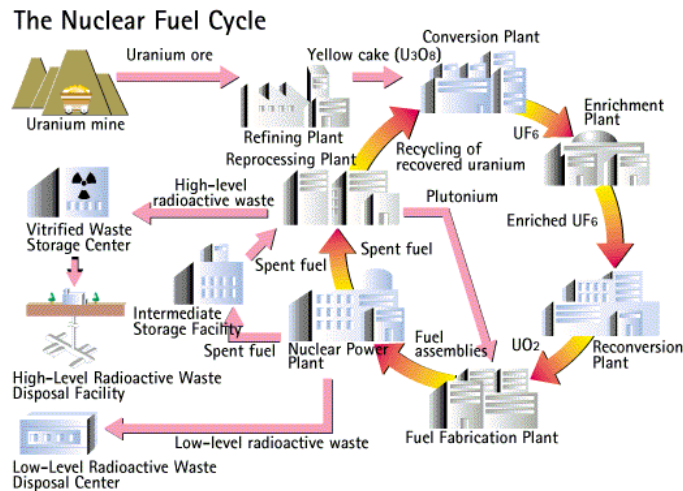 The Nuclear Fuel Cycle
Uranium ore
Yellow cake (U3O8)
Conversion Plant
Uranium mine
Refining Plant
Enrichment
Plant
UF6
Recycling of
recovered uranium
Reprocessing Plant
High-level
radioactive waste
Plutonium
Enriched UF6
Vitrified Waste
Storage Center
Spent fuel
Spent fuel
Intermediate
Storage Facility
Spent fuel
Nuclear Power
Plant
Fuel
assemblies
UO2
Reconversion
Plant
High-Level Radioactive Waste
Disposal Facility
Fuel Fabrication Plant
Low-level radioactive waste
Low-Level Radioactive Waste
Disposal Center